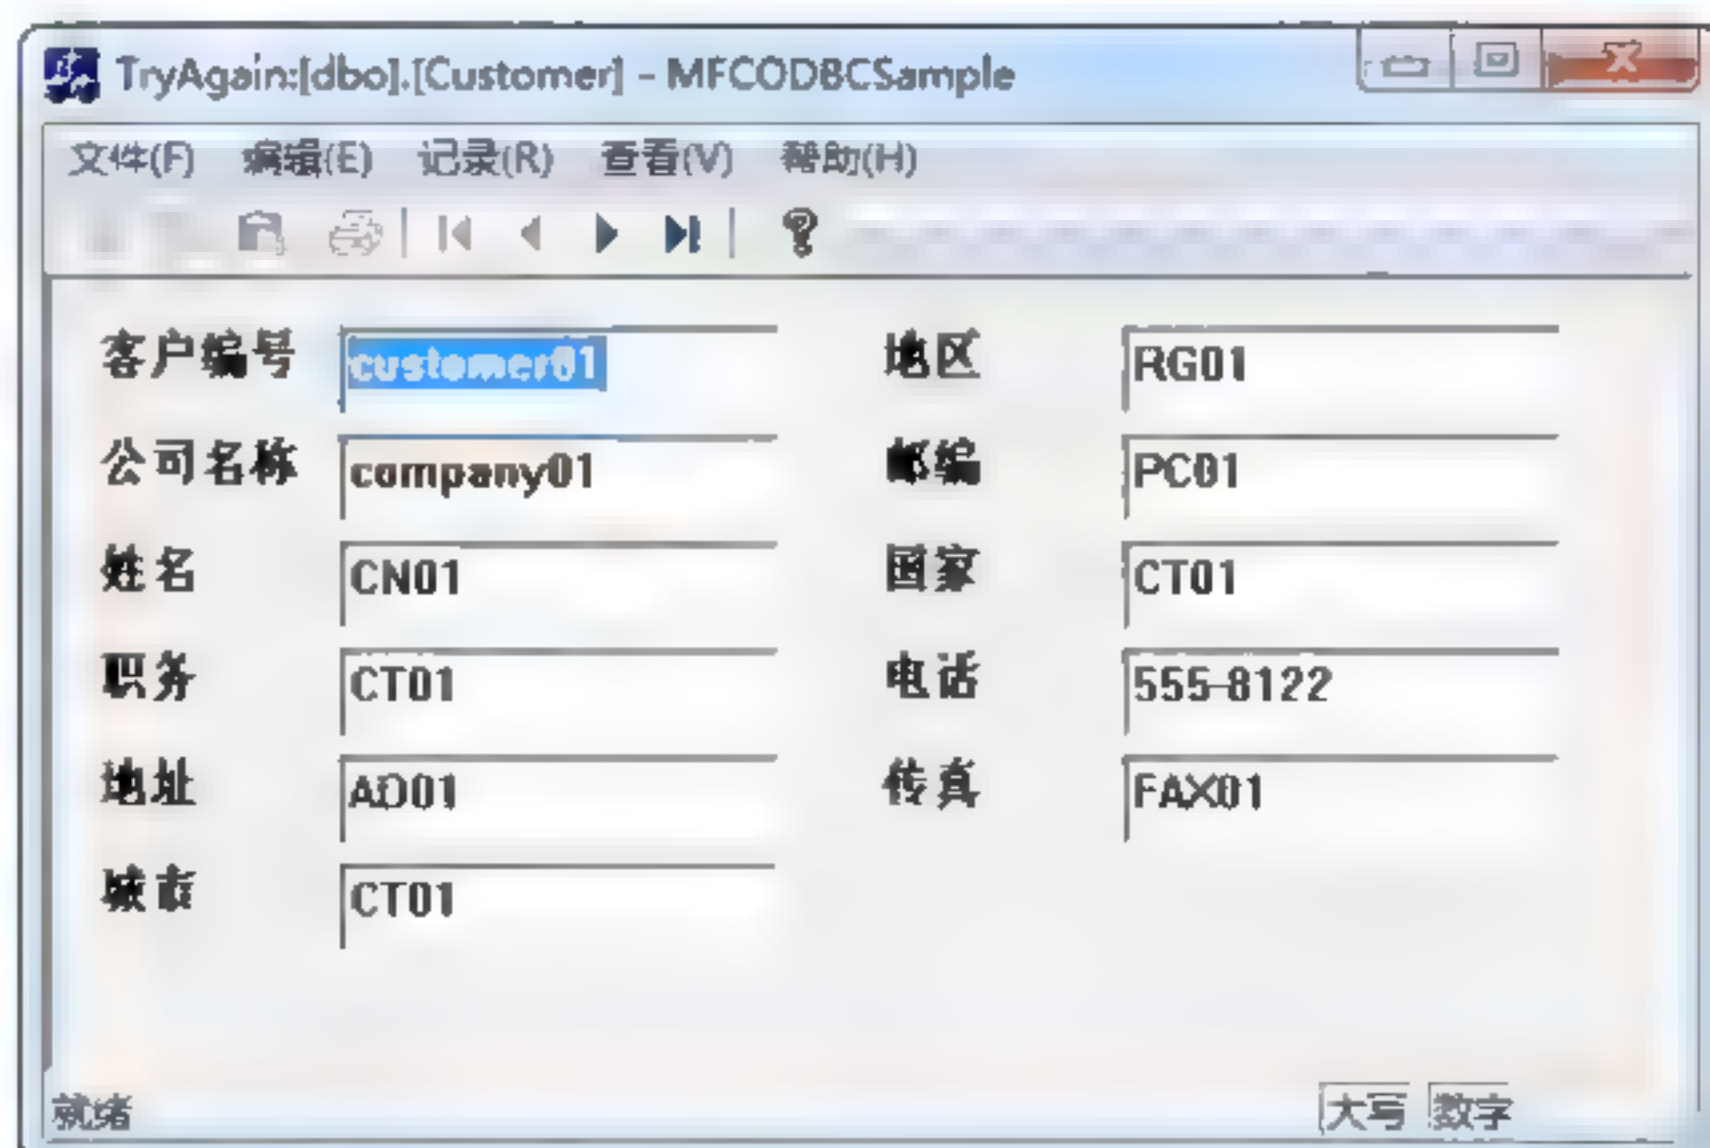 TryAgain:[dbo].[Customer] - MFCODBCSample
文件(F) 编辑(E) 记录(R) 查看(V) 帮助(H)
客户编号 customer01 地区 RG01
公司名称 company01 邮编 PC01
姓名 CN01 国家 CT01
职务 CT01 电话 555-8122
地址 AD01 传真 FAX01
城市 CT01
就绪 大写 数字